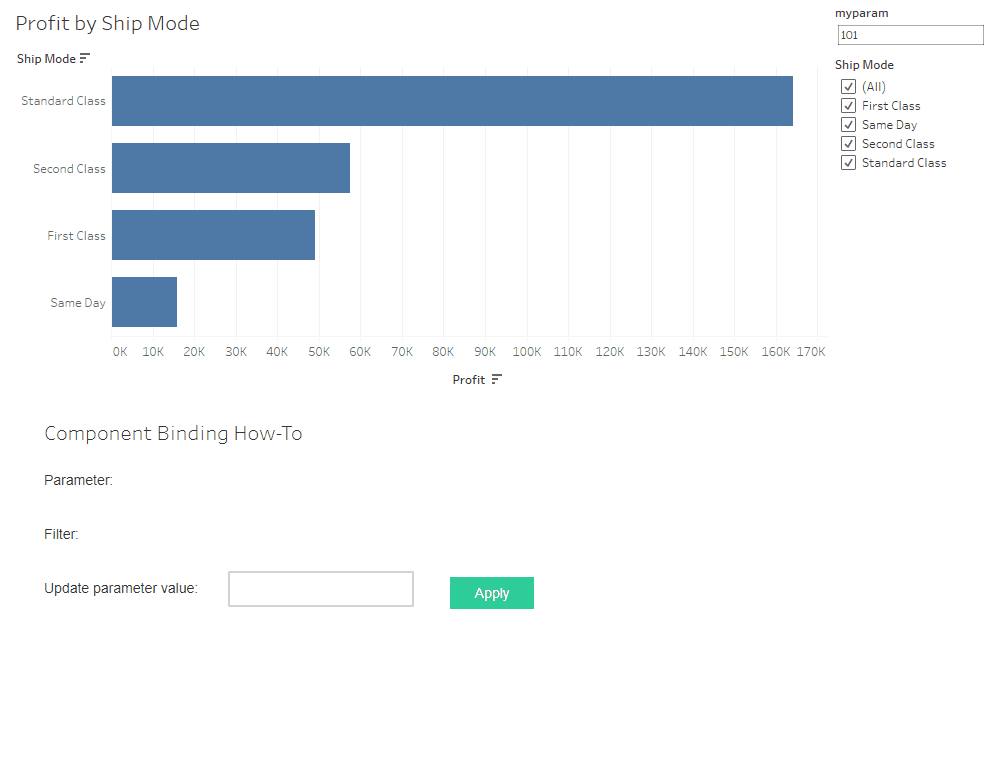 Profit by Ship Mode
Ship Mode
Standard Class
Second Class
First Class
Same Day
0K 10K 20K 30K 40K 50K 60K 70K 80K 90K 100K 110K 120K 130K 140K 150K 160K 170K
Profit
myparam
101
Ship Mode
(All)
First Class
Same Day
Second Class
Standard Class
Component Binding How-To
Parameter:
Filter:
Update parameter value:
Apply